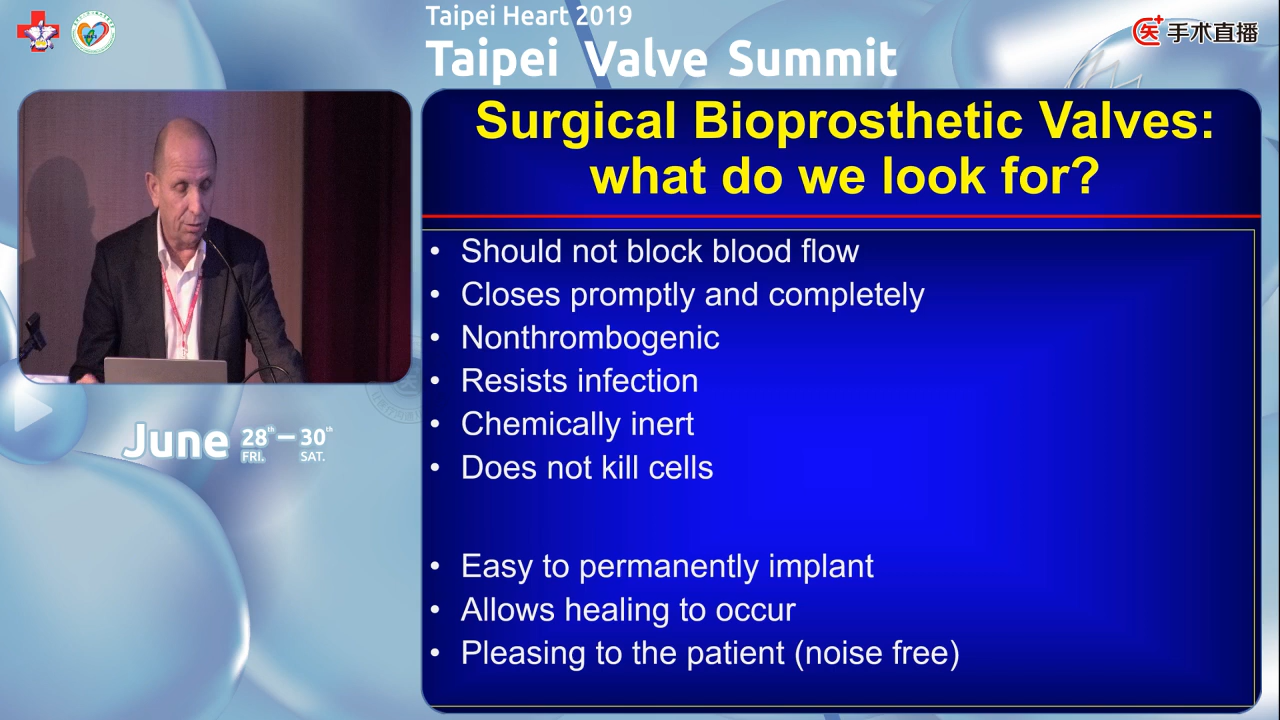 Taipei Heart 2019
Taipei Valve Summit
医 手术直播
Surgical Bioprosthetic Valves:
what do we look for?
• Should not block blood flow
• Closes promptly and completely
• Nonthrombogenic
• Resists infection
• Chemically inert
• Does not kill cells
• Easy to permanently implant
• Allows healing to occur
• Pleasing to the patient (noise free)
June 28th — 30th
FRI. SAT.